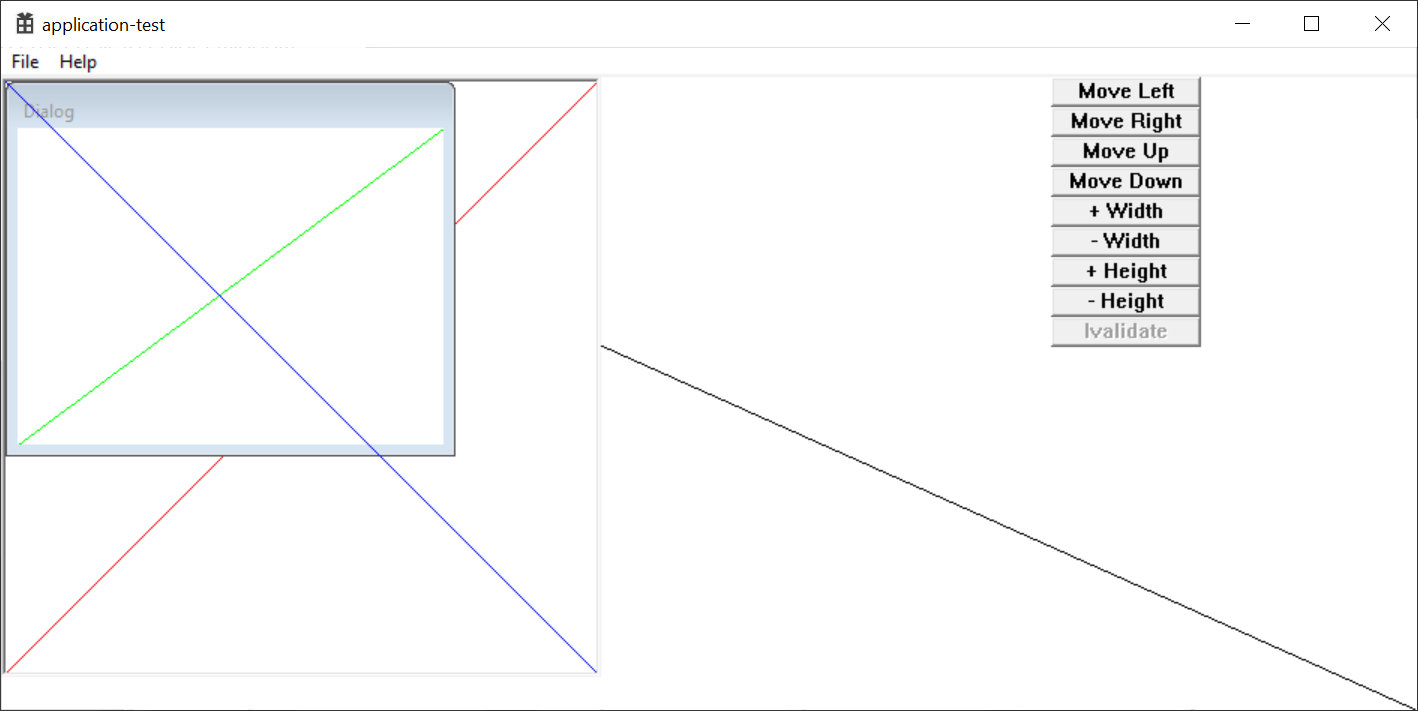 application-test
File Help
Dialog
Move Left
Move Right
Move Up
Move Down
+ Width
- Width
+ Height
- Height
Ivalidate